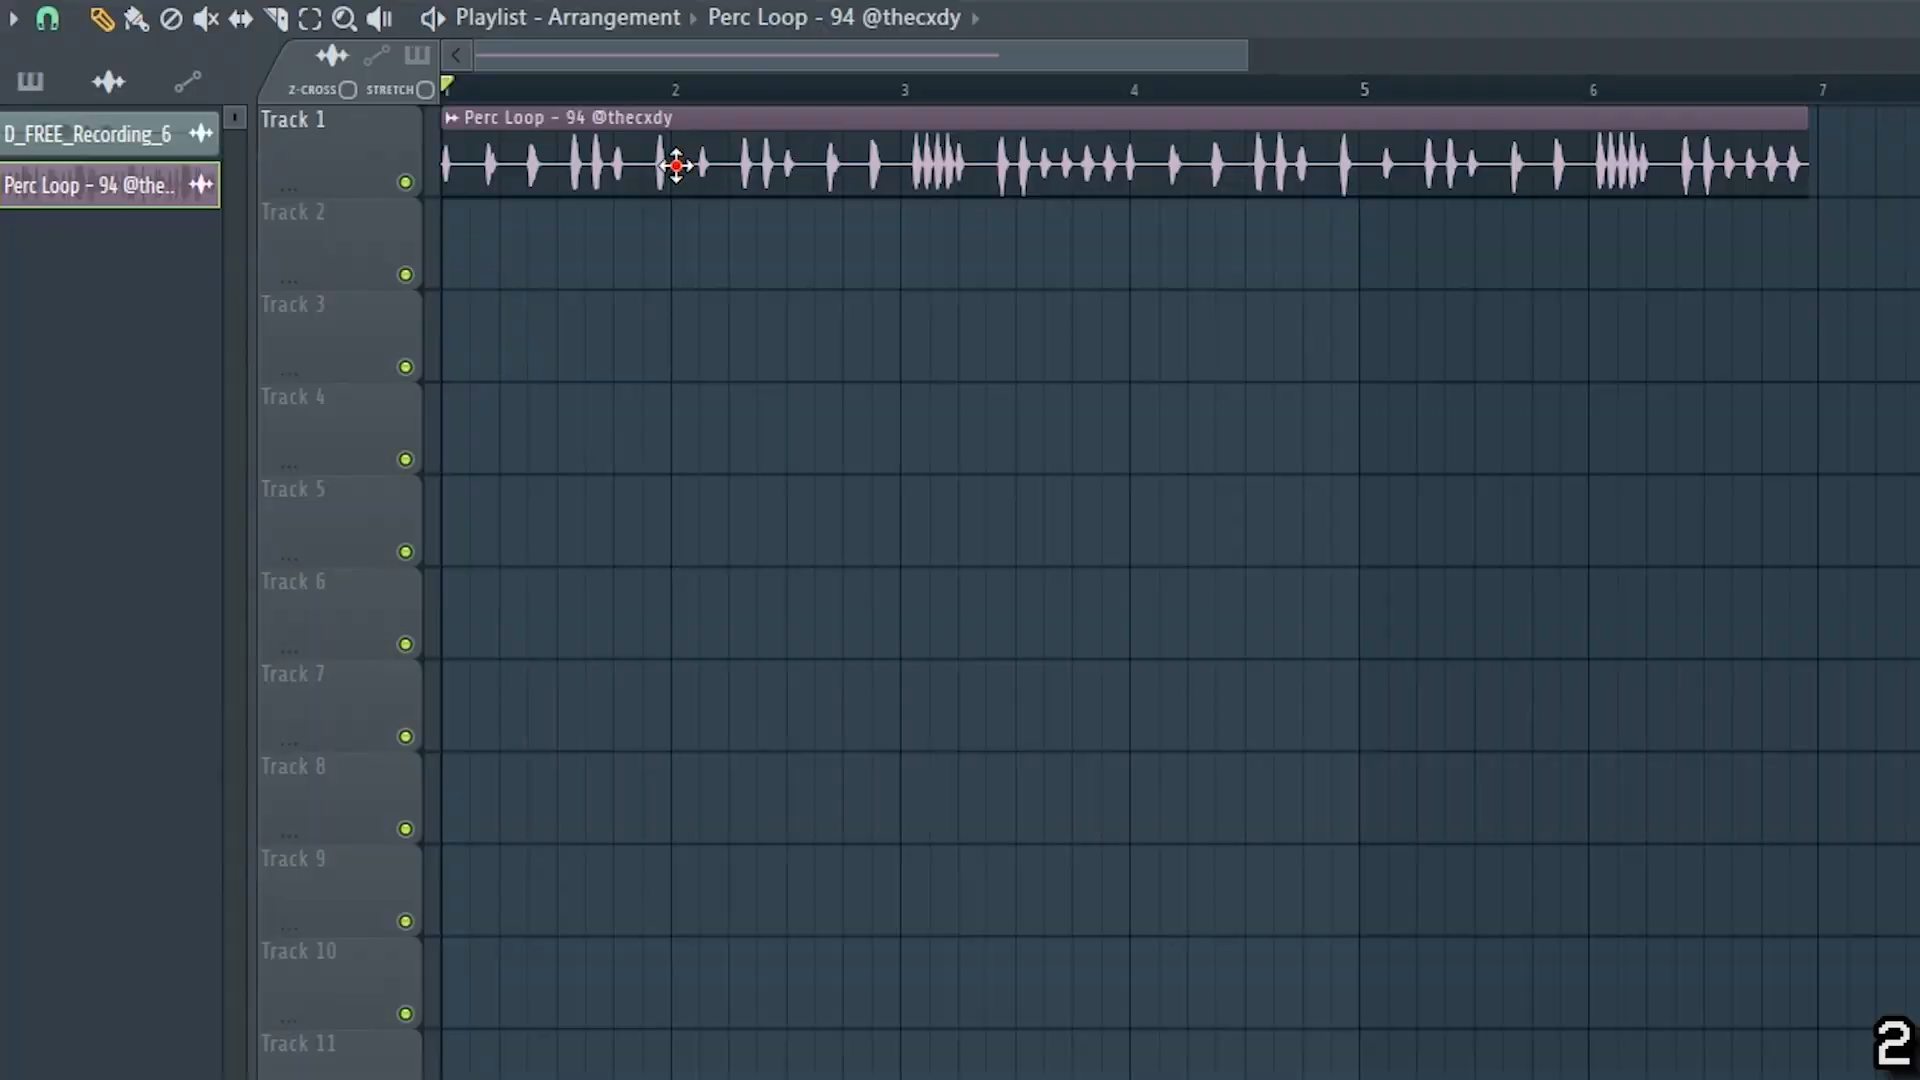 Playlist - Arrangement › Perc Loop - 94 @thecxdy ›
Z-CROSS STRETCH
2 3 4 5 6 7
D_FREE_Recording_6
Perc Loop - 94 @the..
Track 1
Perc Loop - 94 @thecxdy
Track 2
Track 3
Track 4
Track 5
Track 6
Track 7
Track 8
Track 9
Track 10
Track 11
2